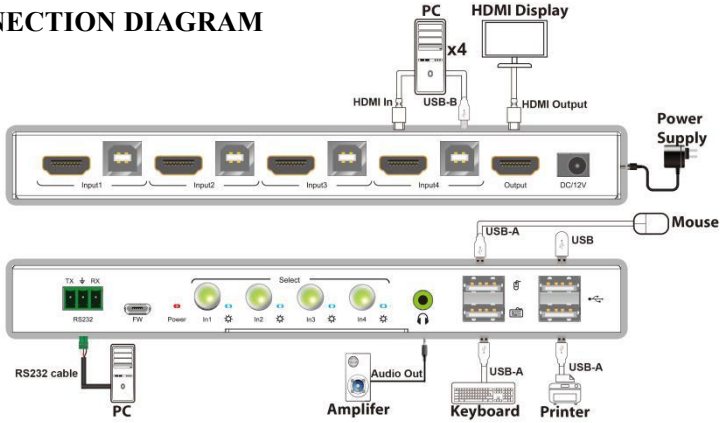 NECTION DIAGRAM
PC
x4
HDMI Display
HDMI In
USB-B
HDMI Output
Power
Supply
Input1
Input2
Input3
Input4
Output
DC/12V
USB-A
USB
Mouse
TX RX
Select
RS232
FW
Power
In1
In2
In3
In4
RS232 cable
PC
Audio Out
Amplifer
USB-A
Keyboard
USB-A
Printer